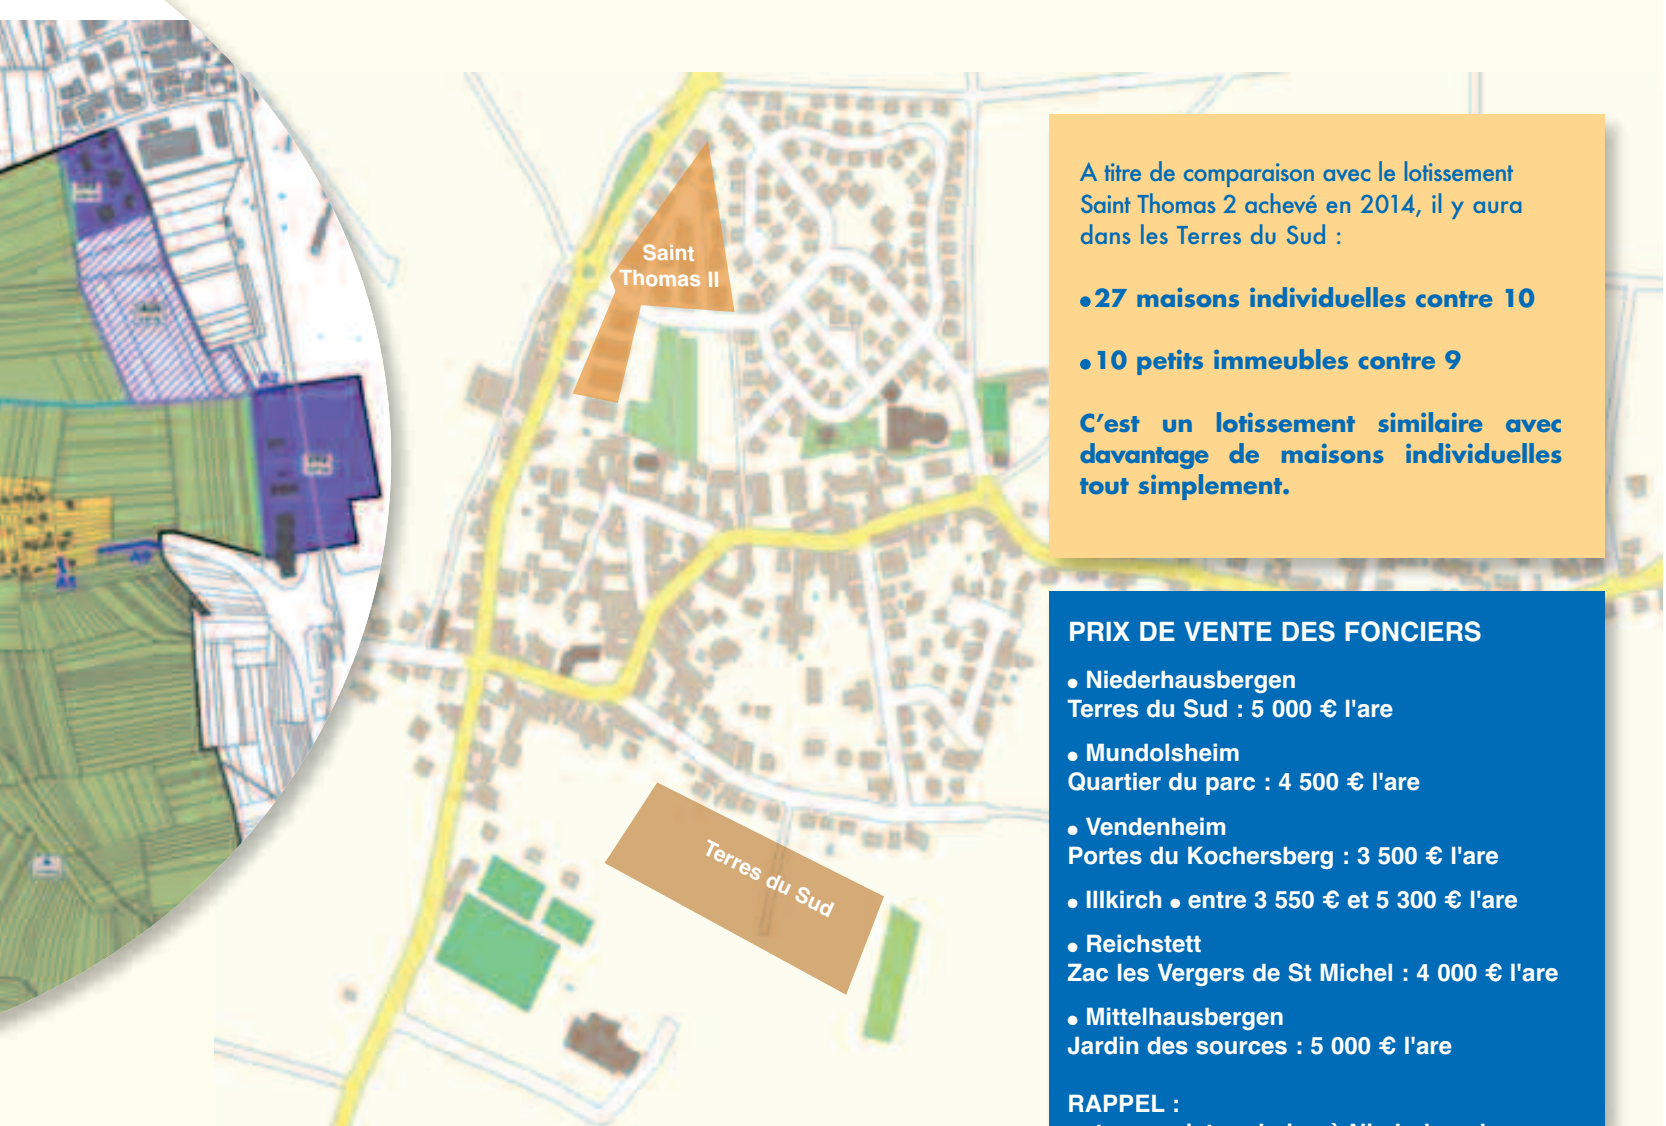 Saint
Thomas II
Terres du Sud
A titre de comparaison avec le lotissement
Saint Thomas 2 achevé en 2014, il y aura
dans les Terres du Sud :
• 27 maisons individuelles contre 10
• 10 petits immeubles contre 9
C'est un lotissement similaire avec
davantage de maisons individuelles
tout simplement.
PRIX DE VENTE DES FONCIERS
• Niederhausbergen
Terres du Sud : 5 000 € l'are
• Mundolsheim
Quartier du parc : 4 500 € l'are
• Vendenheim
Portes du Kochersberg : 3 500 € l'are
• Illkirch • entre 3 550 € et 5 300 € l'are
• Reichstett
Zac les Vergers de St Michel : 4 000 € l'are
• Mittelhausbergen
Jardin des sources : 5 000 € l'are
RAPPEL :